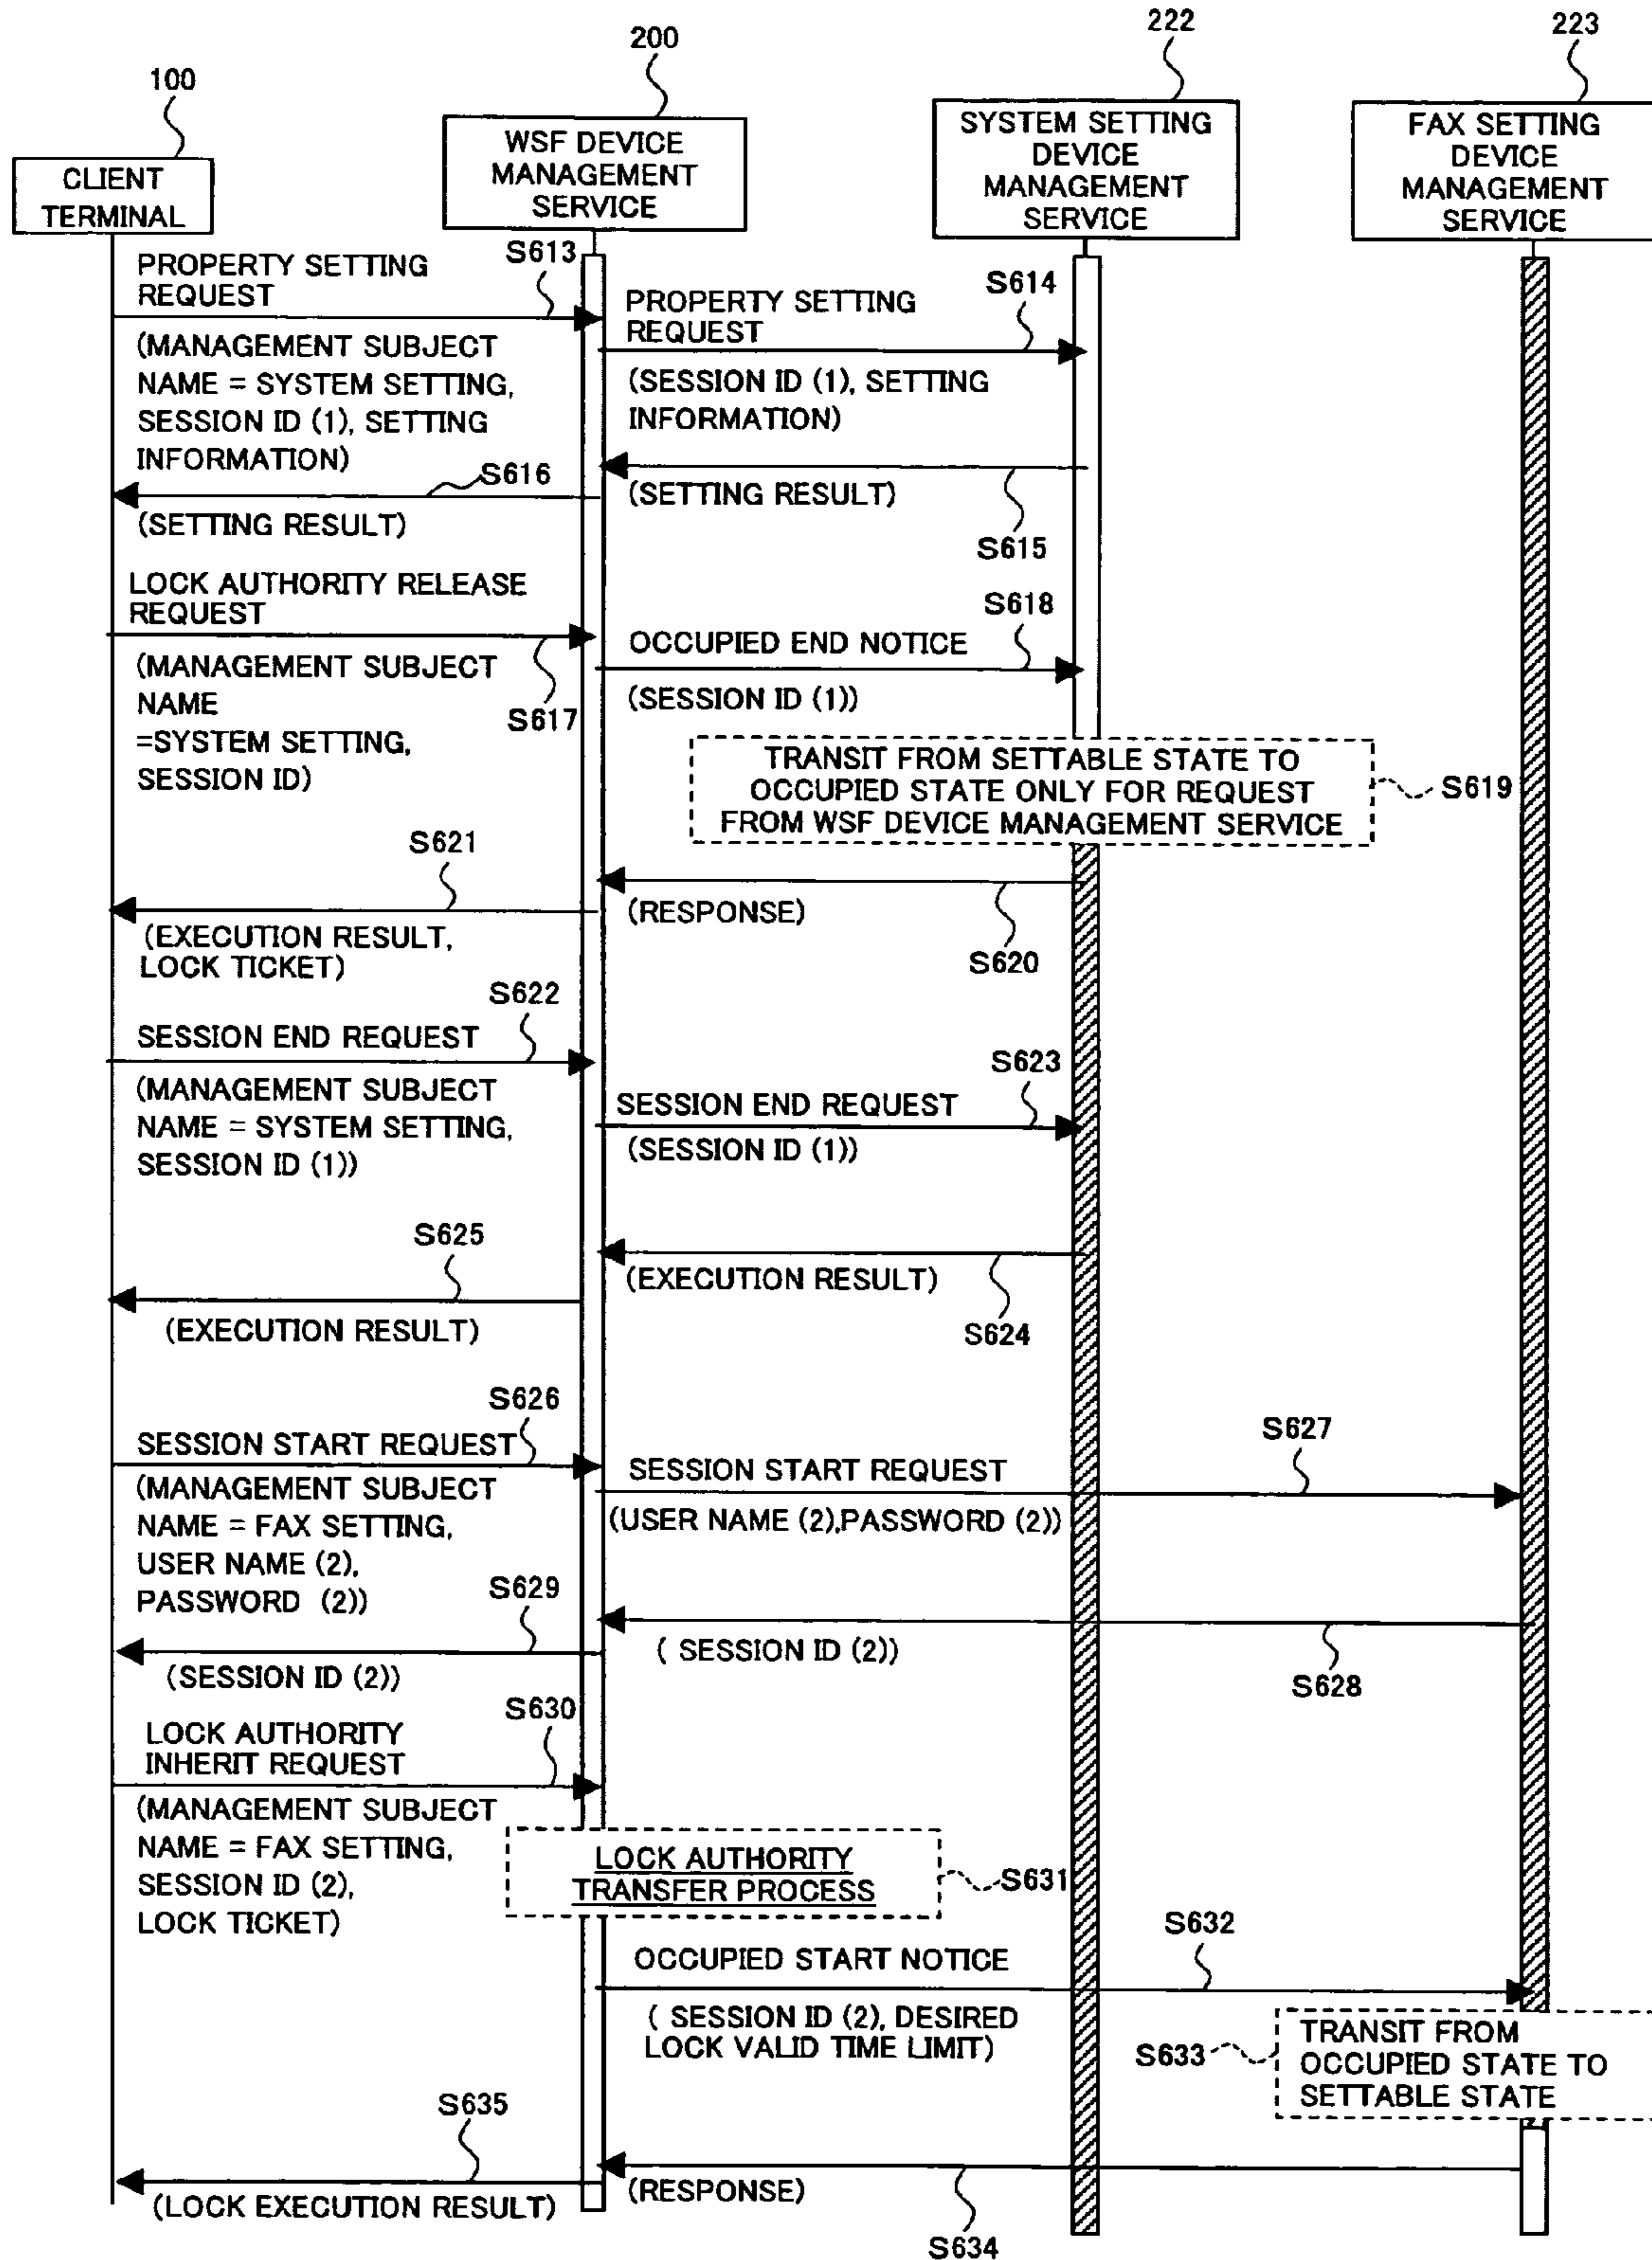 100
200
222
223
CLIENT
TERMINAL
WSF DEVICE
MANAGEMENT
SERVICE
SYSTEM SETTING
DEVICE
MANAGEMENT
SERVICE
FAX SETTING
DEVICE
MANAGEMENT
SERVICE
PROPERTY SETTING
REQUEST
S613
(MANAGEMENT SUBJECT
NAME = SYSTEM SETTING,
SESSION ID (1), SETTING
INFORMATION)
PROPERTY SETTING
REQUEST
S614
(SESSION ID (1), SETTING
INFORMATION)
S616
(SETTING RESULT)
(SETTING RESULT)
S615
LOCK AUTHORITY RELEASE
REQUEST
(MANAGEMENT SUBJECT
NAME
=SYSTEM SETTING,
SESSION ID)
S617
OCCUPIED END NOTICE
S618
(SESSION ID (1))
TRANSIT FROM SETTABLE STATE TO
OCCUPIED STATE ONLY FOR REQUEST
FROM WSF DEVICE MANAGEMENT SERVICE
S619
S621
(EXECUTION RESULT,
LOCK TICKET)
(RESPONSE)
S620
S622
SESSION END REQUEST
(MANAGEMENT SUBJECT
NAME = SYSTEM SETTING,
SESSION ID (1))
S623
SESSION END REQUEST
(SESSION ID (1))
S625
(EXECUTION RESULT)
(EXECUTION RESULT)
S624
S626
SESSION START REQUEST
(MANAGEMENT SUBJECT
NAME = FAX SETTING,
USER NAME (2),
PASSWORD (2))
S627
SESSION START REQUEST
(USER NAME (2),PASSWORD (2))
S629
(SESSION ID (2))
( SESSION ID (2))
S628
S630
LOCK AUTHORITY
INHERIT REQUEST
(MANAGEMENT SUBJECT
NAME = FAX SETTING,
SESSION ID (2),
LOCK TICKET)
LOCK AUTHORITY
TRANSFER PROCESS
S631
S632
OCCUPIED START NOTICE
( SESSION ID (2), DESIRED
LOCK VALID TIME LIMIT)
S633
TRANSIT FROM
OCCUPIED STATE TO
SETTABLE STATE
S635
(LOCK EXECUTION RESULT)
(RESPONSE)
S634